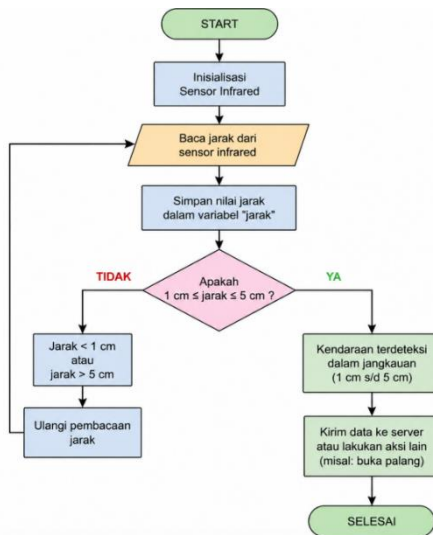 START
Inisialisasi
Sensor Infrared
Baca jarak dari
sensor infrared
Simpan nilai jarak
dalam variabel "jarak"
TIDAK
YA
Apakah
1 cm ≤ jarak ≤ 5 cm ?
Jarak < 1 cm
atau
jarak > 5 cm
Ulangi pembacaan
jarak
Kendaraan terdeteksi
dalam jangkauan
(1 cm s/d 5 cm)
Kirim data ke server
atau lakukan aksi lain
(misal: buka palang)
SELESAI